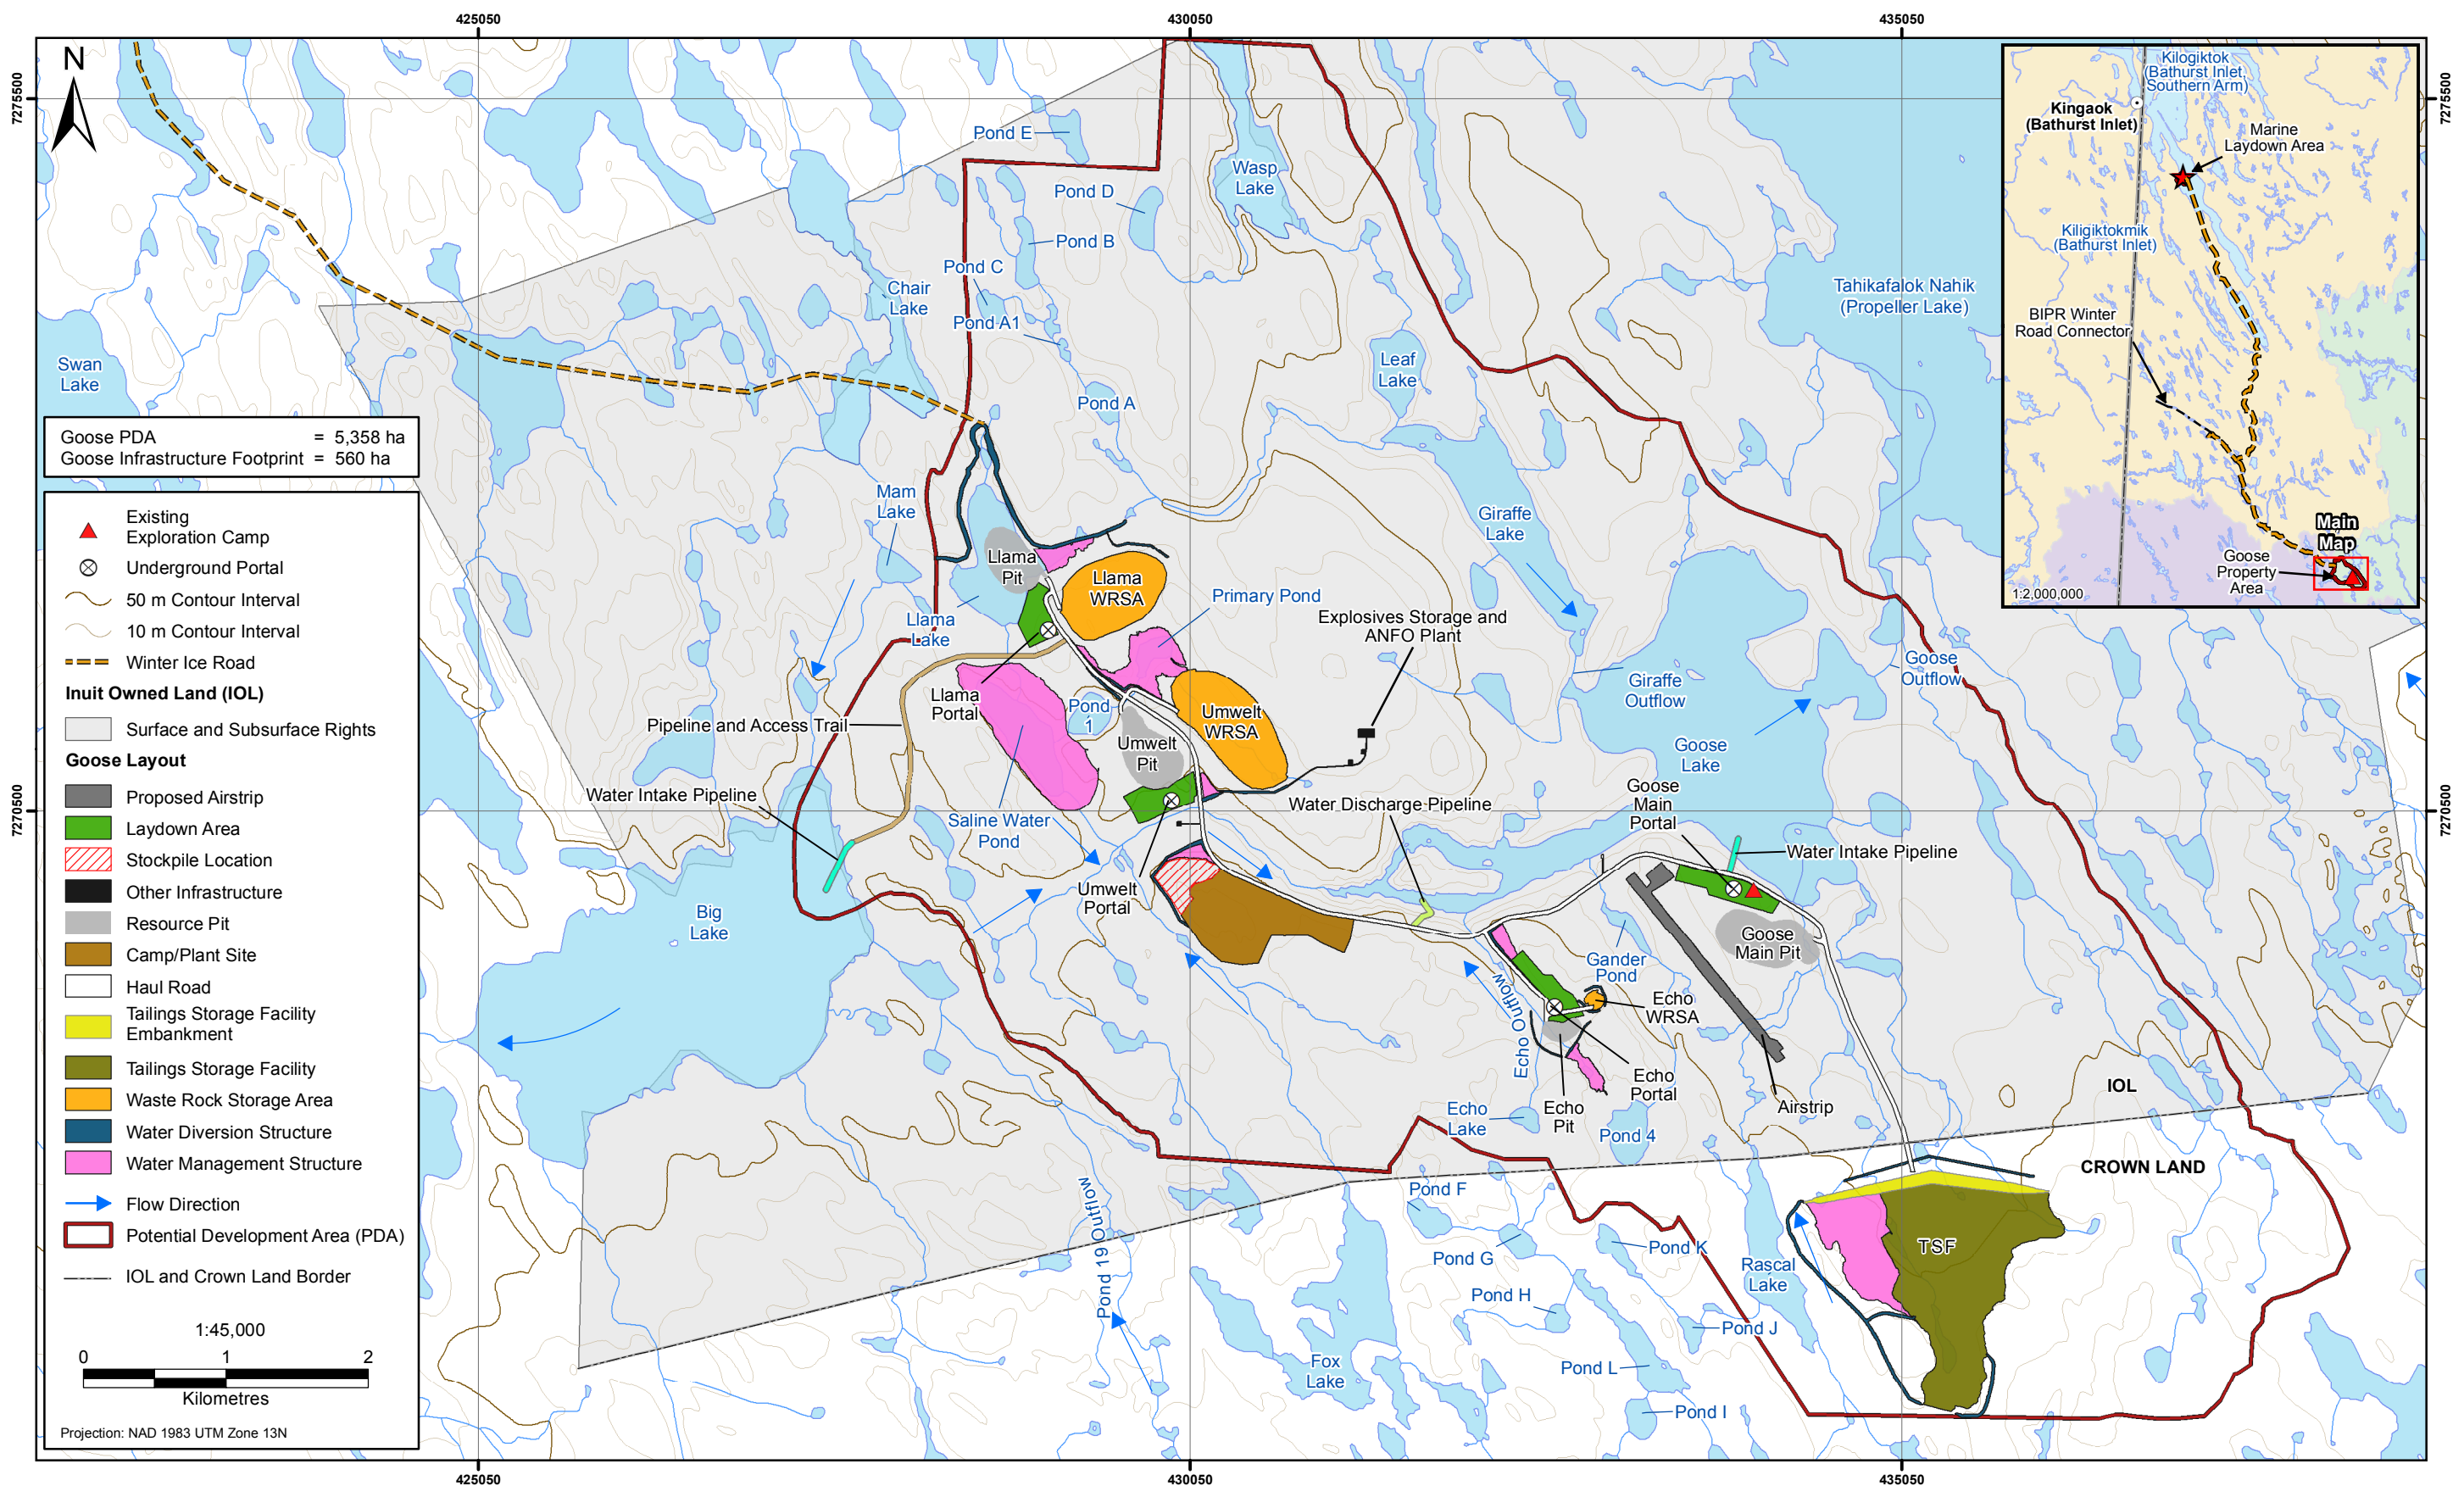 425050
430050
435050
7275500
7275500
7270500
7270500
425050
430050
435050
N
Goose PDA = 5,358 ha
Goose Infrastructure Footprint = 560 ha
Existing
Exploration Camp
Underground Portal
50 m Contour Interval
10 m Contour Interval
Winter Ice Road
Inuit Owned Land (IOL)
Surface and Subsurface Rights
Goose Layout
Proposed Airstrip
Laydown Area
Stockpile Location
Other Infrastructure
Resource Pit
Camp/Plant Site
Haul Road
Tailings Storage Facility
Embankment
Tailings Storage Facility
Waste Rock Storage Area
Water Diversion Structure
Water Management Structure
Flow Direction
Potential Development Area (PDA)
IOL and Crown Land Border
1:45,000
0 1 2
Kilometres
Projection: NAD 1983 UTM Zone 13N
Swan
Lake
Pond E
Pond D
Pond B
Pond C
Pond A1
Pond A
Wasp
Lake
Chair
Lake
Leaf
Lake
Tahikafalok Nahik
(Propeller Lake)
Mam
Lake
Giraffe
Lake
Llama
Pit
Llama
WRSA
Llama
Lake
Primary Pond
Explosives Storage and
ANFO Plant
Giraffe
Outflow
Goose
Outflow
Llama
Portal
Pond
1
Umwelt
WRSA
Umwelt
Pit
Pipeline and Access Trail
Goose
Lake
Water Intake Pipeline
Saline Water
Pond
Water Discharge Pipeline
Goose
Main
Portal
Water Intake Pipeline
Umwelt
Portal
Big
Lake
Gander
Pond
Goose
Main Pit
Echo
WRSA
Echo Outflow
Echo
Portal
Echo
Pit
Echo
Lake
Pond 4
Airstrip
IOL
CROWN LAND
Pond 19 Outflow
Pond F
Pond G
Pond K
Pond H
Pond J
Pond L
Pond I
Fox
Lake
Rascal
Lake
TSF
Kilogiktok
(Bathurst Inlet,
Southern Arm)
Kingaok
(Bathurst Inlet)
Marine
Laydown Area
Kiligiktokmik
(Bathurst Inlet)
BIPR Winter
Road Connector
Main
Map
Goose
Property
Area
1:2,000,000